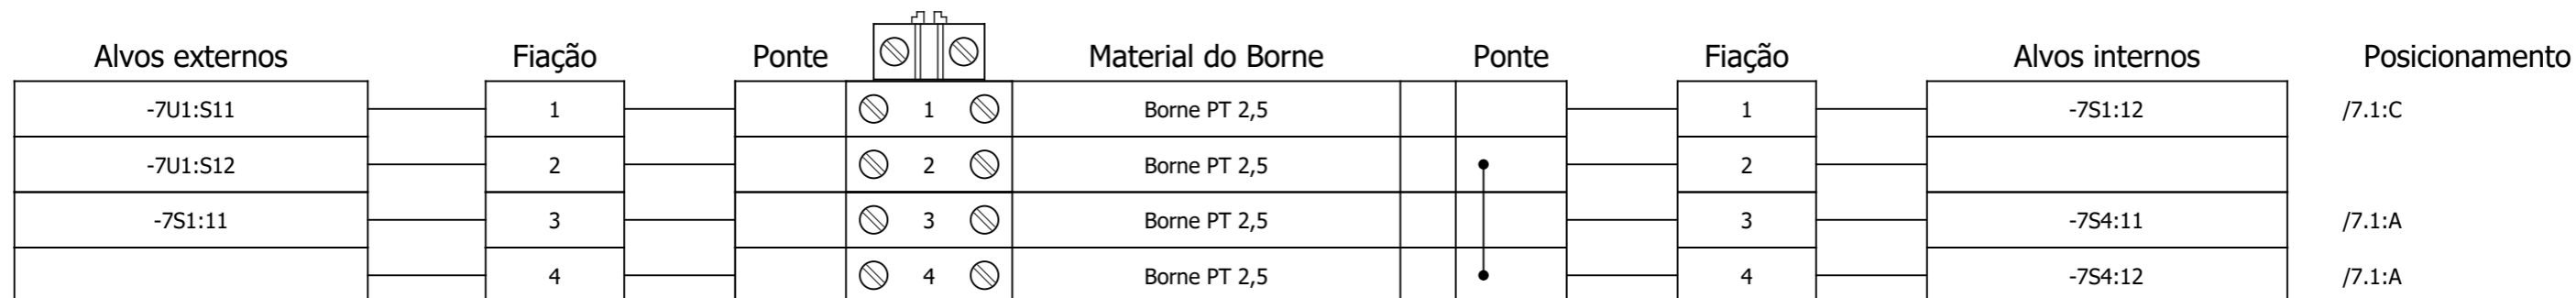 Alvos externos Fiação Ponte Material do Borne Ponte Fiação Alvos internos Posicionamento
-7U1:S11 1 1 Borne PT 2,5 1 -7S1:12 /7.1:C
-7U1:S12 2 2 Borne PT 2,5 2
-7S1:11 3 3 Borne PT 2,5 3 -7S4:11 /7.1:A
4 4 Borne PT 2,5 4 -7S4:12 /7.1:A